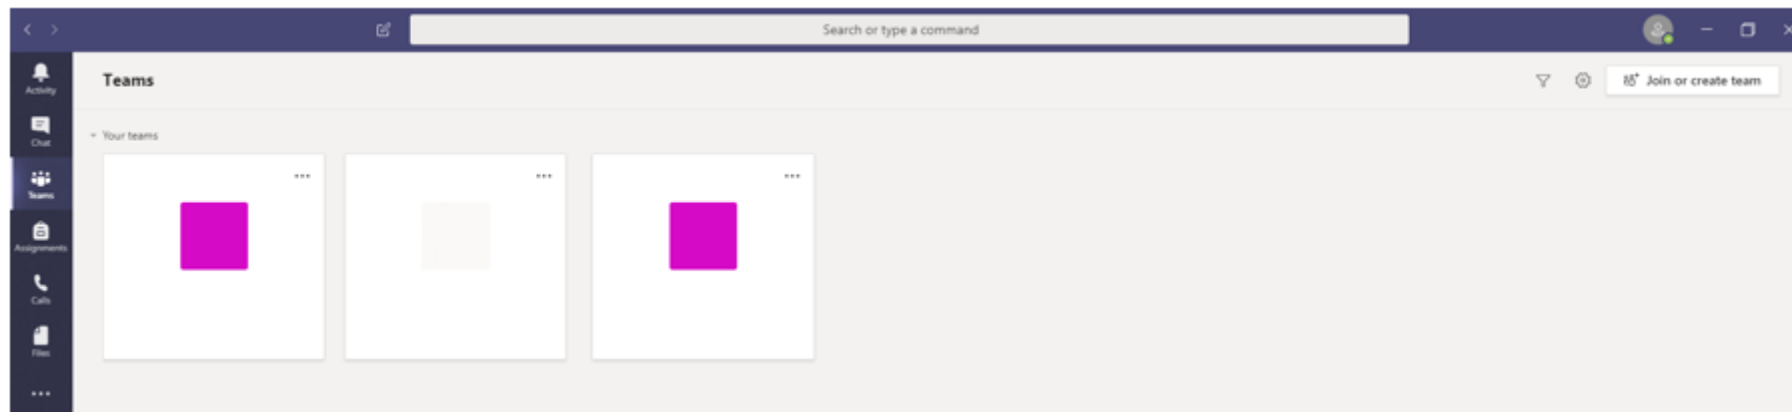 Search or type a command
Activity
Chat
Teams
Assignments
Calls
Files
Teams
Join or create team
Your teams